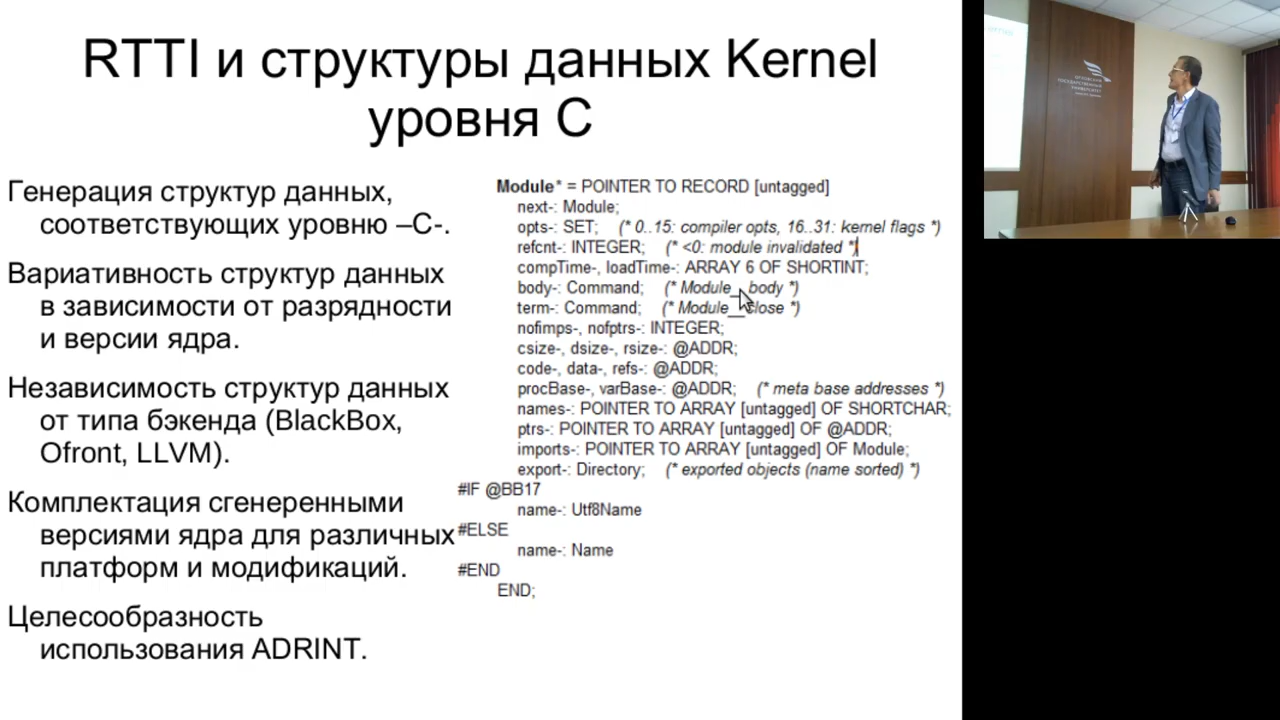 RTTI и структуры данных Kernel
уровня C
Генерация структур данных,
соответствующих уровню –C-.
Вариативность структур данных
в зависимости от разрядности
и версии ядра.
Независимость структур данных
от типа бэкенда (BlackBox,
Ofront, LLVM).
Комплектация сгенеренными
версиями ядра для различных
платформ и модификаций.
Целесообразность
использования ADRINT.
Module* = POINTER TO RECORD [untagged]
next-: Module;
opts-: SET; (* 0..15: compiler opts, 16..31: kernel flags *)
refcnt-: INTEGER; (* <0: module invalidated *)
compTime-, loadTime-: ARRAY 6 OF SHORTINT;
body-: Command; (* Module__body *)
term-: Command; (* Module__close *)
nofimps-, nofptrs-: INTEGER;
csize-, dsize-, rsize-: @ADDR;
code-, data-, refs-: @ADDR;
procBase-, varBase-: @ADDR; (* meta base addresses *)
names-: POINTER TO ARRAY [untagged] OF SHORTCHAR;
ptrs-: POINTER TO ARRAY [untagged] OF @ADDR;
imports-: POINTER TO ARRAY [untagged] OF Module;
export-: Directory; (* exported objects (name sorted) *)
#IF @BB17
name-: Utf8Name
#ELSE
name-: Name
#END
END;
ОРЛОВСКИЙ
ГОСУДАРСТВЕННЫЙ
УНИВЕРСИТЕТ